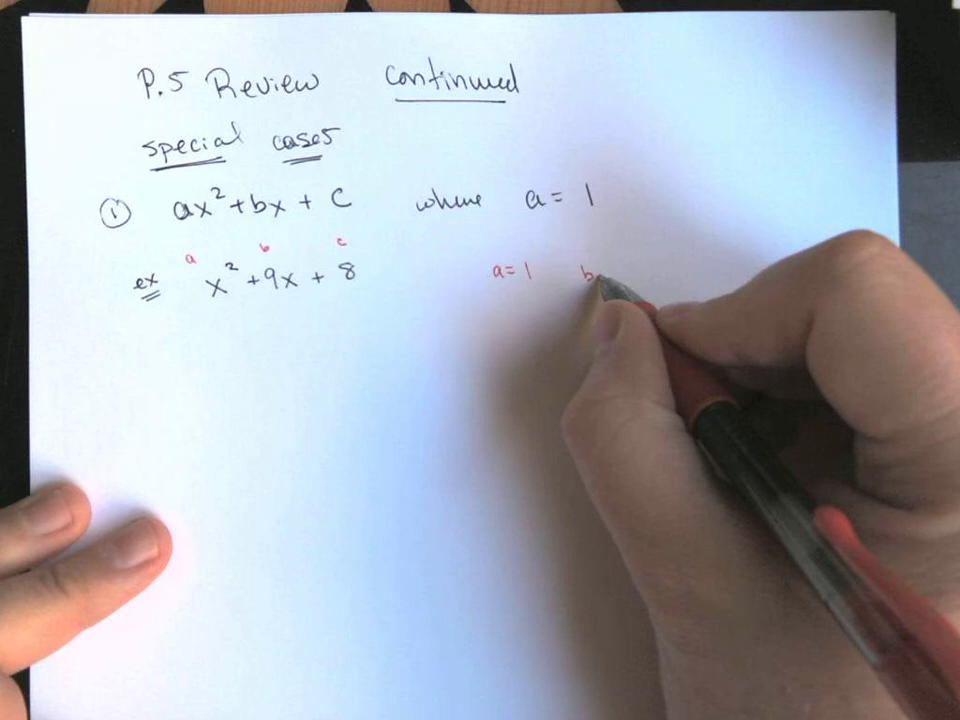 P.5 Review continued
special cases
① ax²+bx + c where a = 1
a b c
ex x² +9x + 8 a=1 b